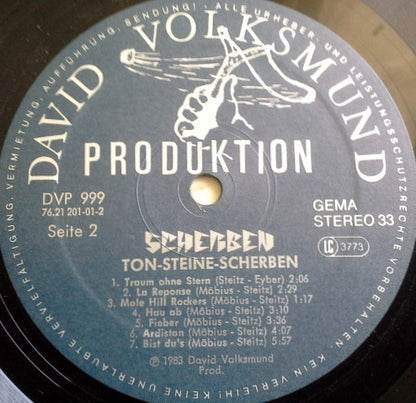 DAVID VOLKSMUND
PRODUKTION
DVP 999
76.21 201-01-2
Seite 2
GEMA
STEREO 33
LC 3773
SCHERBEN
TON-STEINE-SCHERBEN
1. Traum ohne Stern (Steitz - Eyber) 2:06
2. La Reponse (Möbius - Steitz) 2:29
3. Mole Hill Rockers (Möbius - Steitz) 1:17
4. Hau ab (Möbius - Steitz) 3:10
5. Fieber (Möbius - Steitz) 3:36
6. Ardistan (Möbius - Steitz) 4:07
7. Bist du's (Möbius - Steitz) 5:57
℗ 1983 David Volksmund
Prod.
ALLE URHEBER- UND LEISTUNGSSCHUTZRECHTE VORBEHALTEN. KEIN VERLEIH! KEINE UNERLAUBTE VERVIELFÄLTIGUNG, VERMIETUNG, AUFFÜHRUNG, SENDUNG!